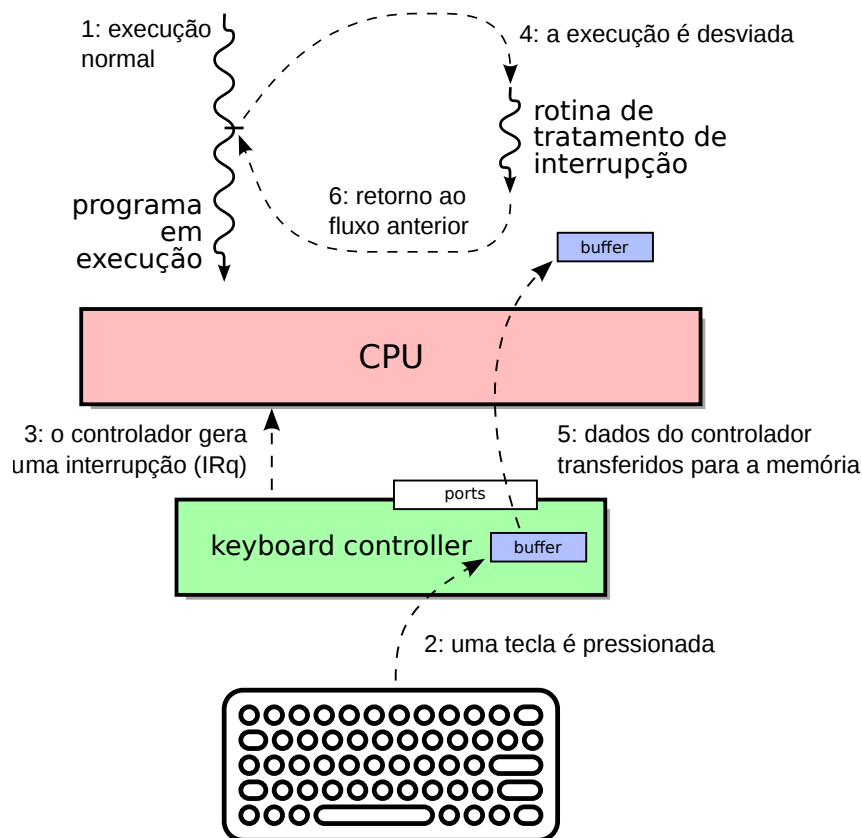 1: execução
normal
4: a execução é desviada
rotina de
tratamento de
interrupção
programa
em
execução
6: retorno ao
fluxo anterior
buffer
CPU
3: o controlador gera
uma interrupção (IRq)
5: dados do controlador
transferidos para a memória
ports
keyboard controller
buffer
2: uma tecla é pressionada